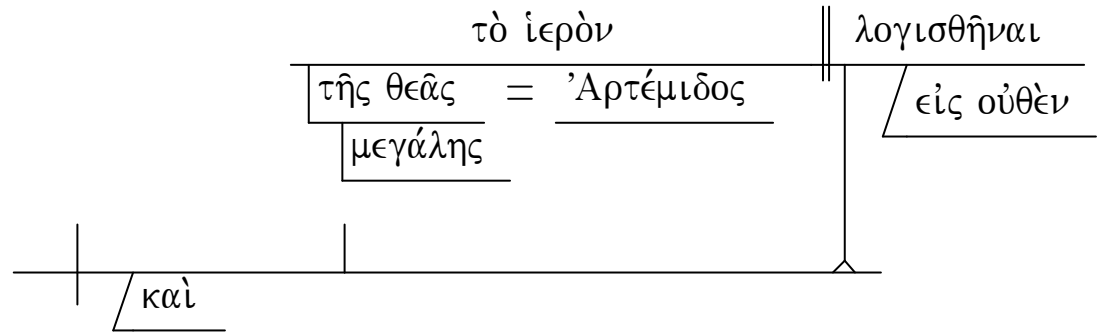 τὸ ἱερὸν λογισθῆναι
τῆς θεᾶς = Ἀρτέμιδος εἰς οὐθὲν
μεγάλης
καὶ